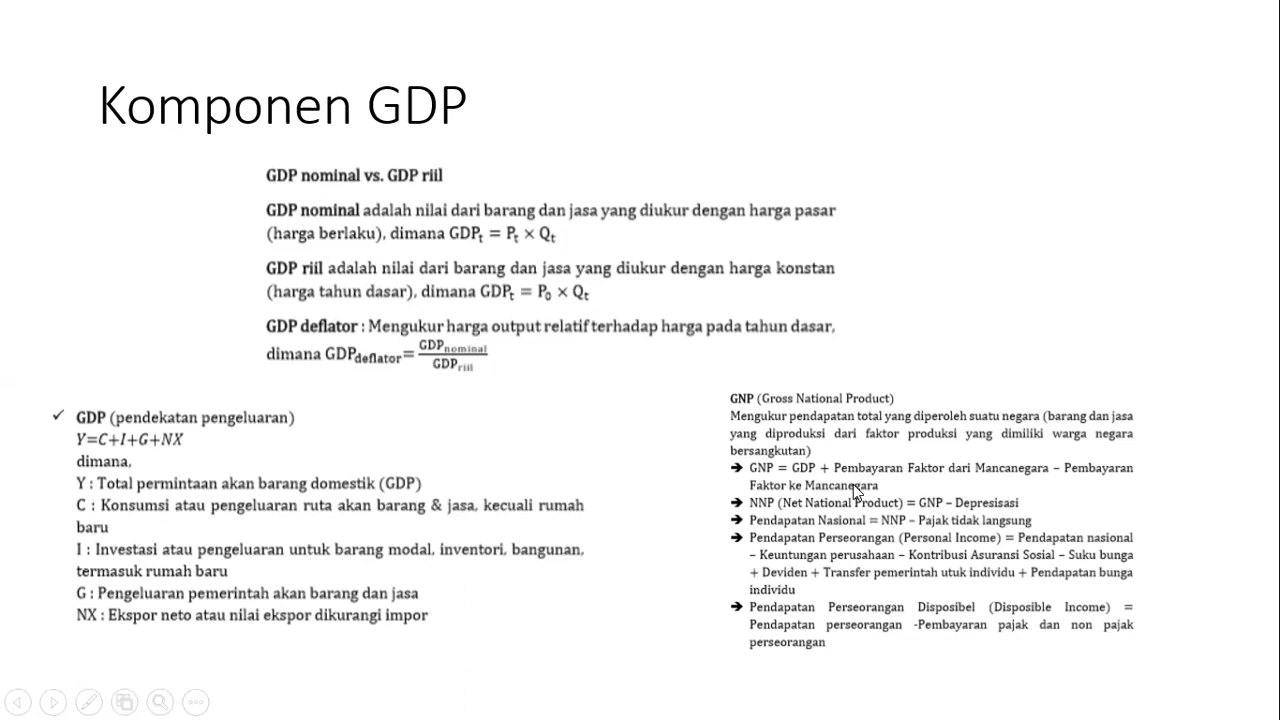 Komponen GDP
GDP nominal vs. GDP riil
GDP nominal adalah nilai dari barang dan jasa yang diukur dengan harga pasar
(harga berlaku), dimana GDPₜ = Pₜ × Qₜ
GDP riil adalah nilai dari barang dan jasa yang diukur dengan harga konstan
(harga tahun dasar), dimana GDPₜ = P₀ × Qₜ
GDP deflator : Mengukur harga output relatif terhadap harga pada tahun dasar,
dimana GDPdeflator= GDPnominal
GDPriil
✓ GDP (pendekatan pengeluaran)
Y=C+I+G+NX
dimana,
Y : Total permintaan akan barang domestik (GDP)
C : Konsumsi atau pengeluaran ruta akan barang & jasa, kecuali rumah
baru
I : Investasi atau pengeluaran untuk barang modal, inventori, bangunan,
termasuk rumah baru
G : Pengeluaran pemerintah akan barang dan jasa
NX : Ekspor neto atau nilai ekspor dikurangi impor
GNP (Gross National Product)
Mengukur pendapatan total yang diperoleh suatu negara (barang dan jasa
yang diproduksi dari faktor produksi yang dimiliki warga negara
bersangkutan)
➔ GNP = GDP + Pembayaran Faktor dari Mancanegara – Pembayaran
Faktor ke Mancanegara
➔ NNP (Net National Product) = GNP – Depresisasi
➔ Pendapatan Nasional = NNP – Pajak tidak langsung
➔ Pendapatan Perseorangan (Personal Income) = Pendapatan nasional
– Keuntungan perusahaan – Kontribusi Asuransi Sosial – Suku bunga
+ Deviden + Transfer pemerintah utuk individu + Pendapatan bunga
individu
➔ Pendapatan Perseorangan Disposibel (Disposible Income) =
Pendapatan perseorangan -Pembayaran pajak dan non pajak
perseorangan